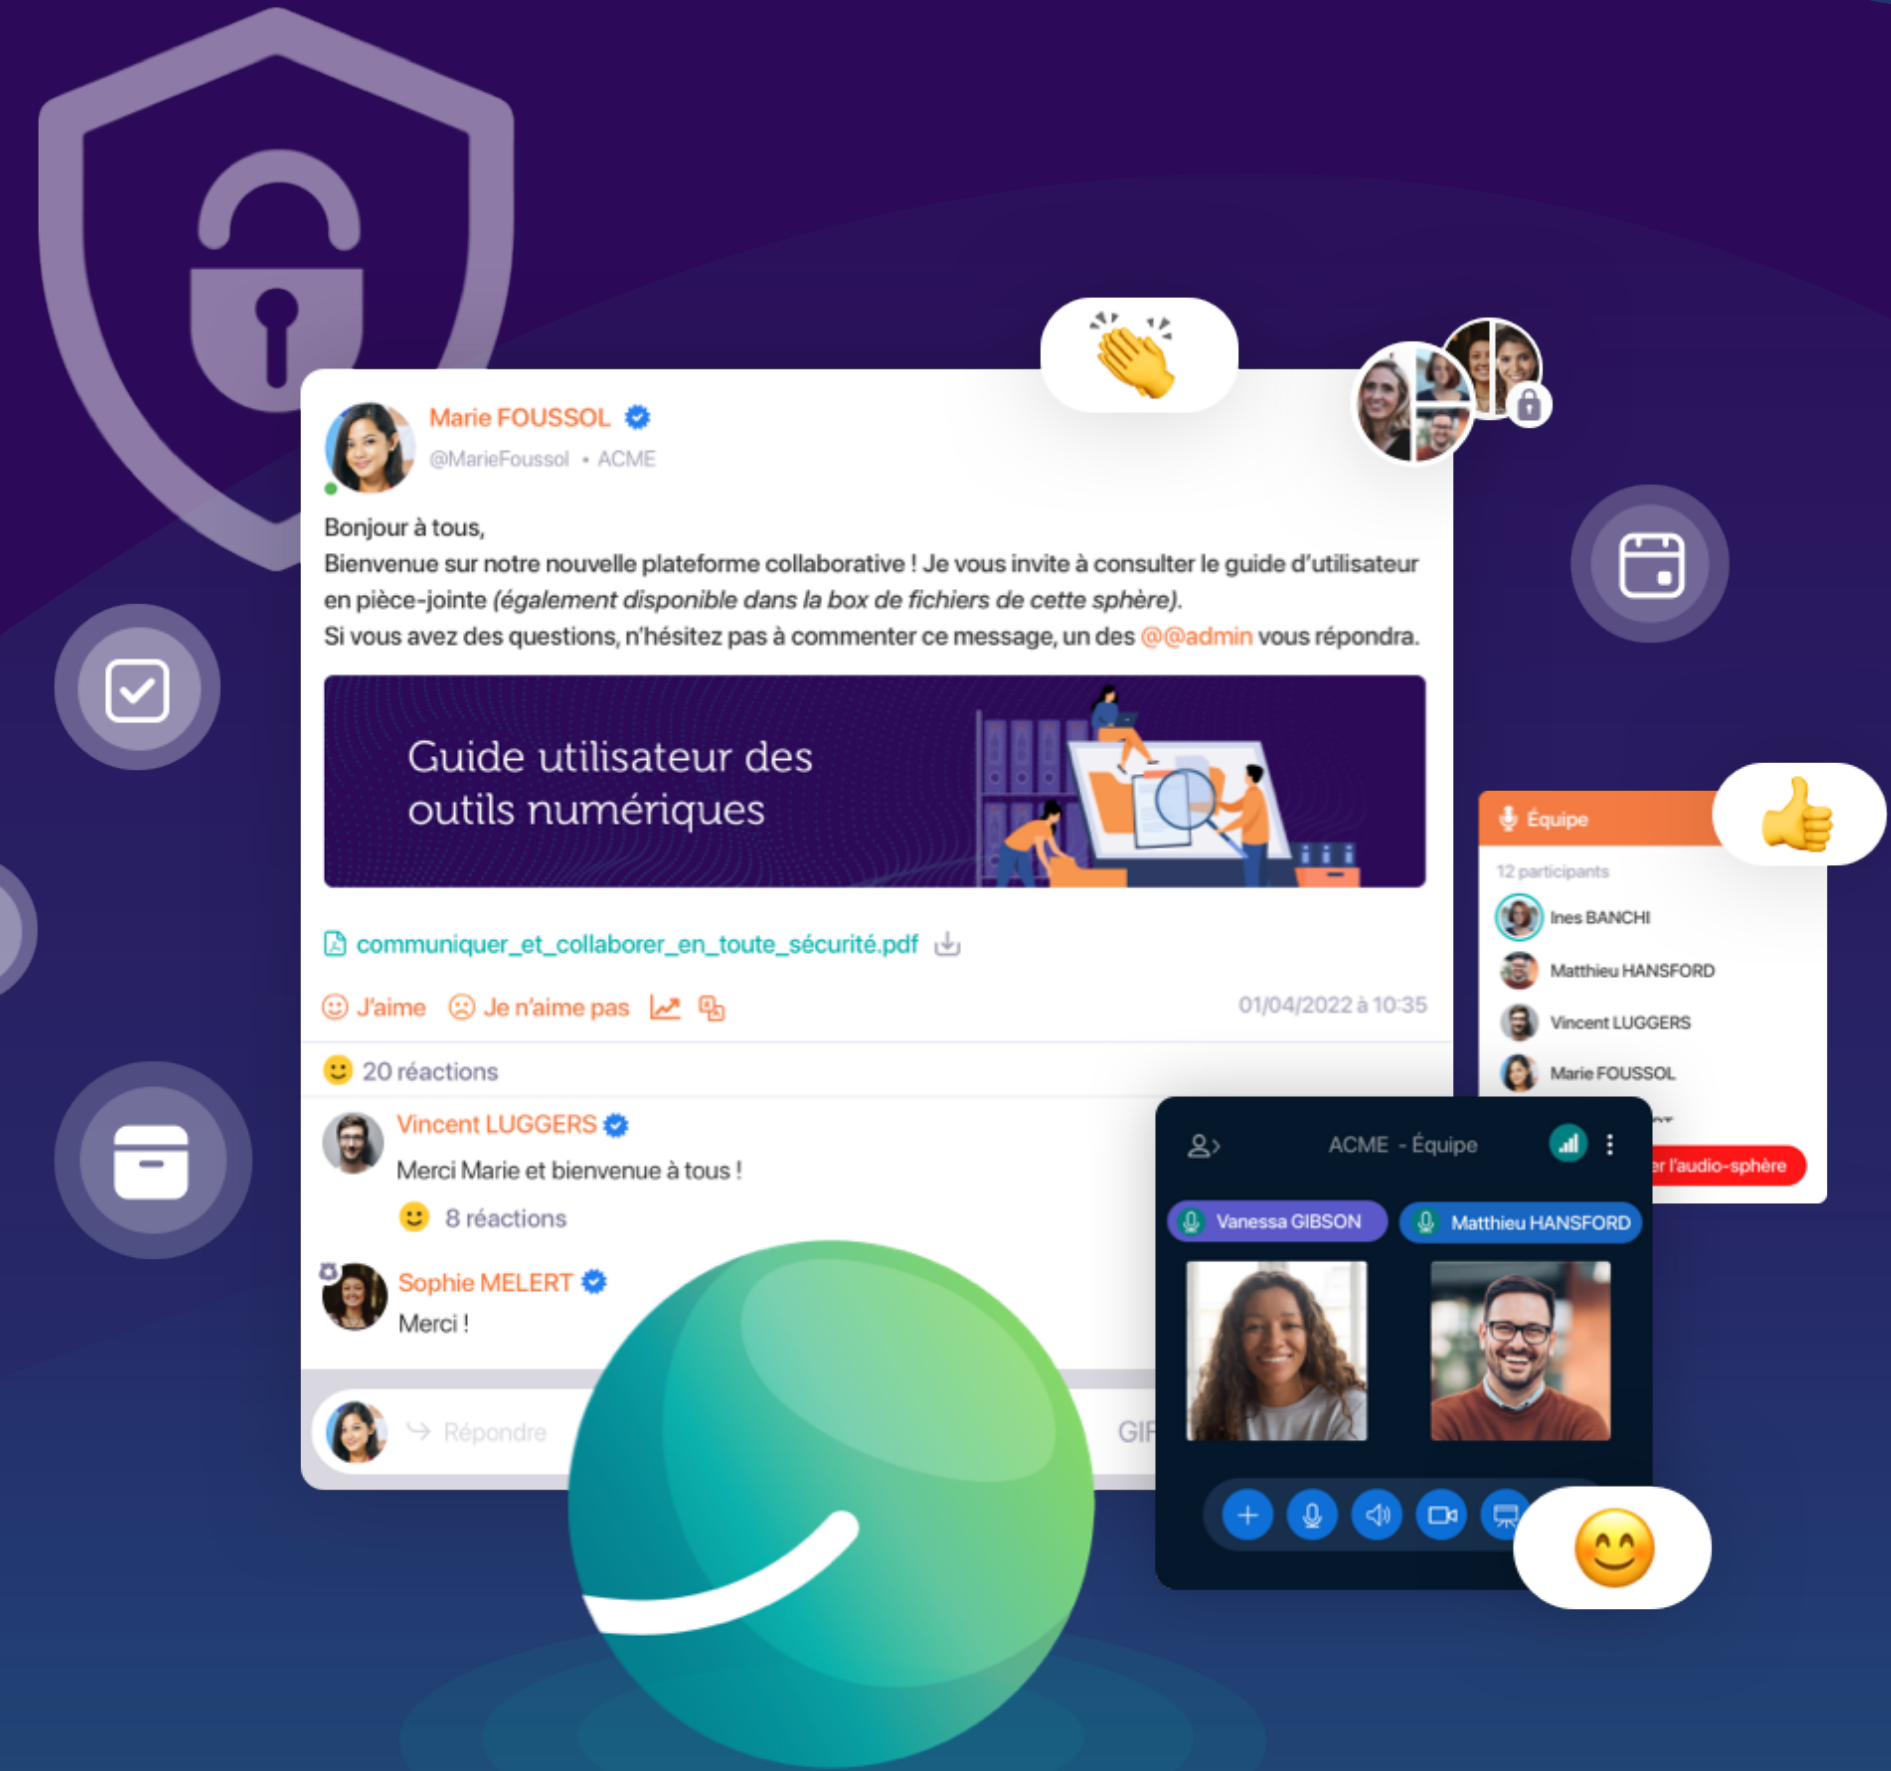 Marie FOUSSOL
@MarieFoussol • ACME
Bonjour à tous,
Bienvenue sur notre nouvelle plateforme collaborative ! Je vous invite à consulter le guide d'utilisateur
en pièce-jointe (également disponible dans la box de fichiers de cette sphère).
Si vous avez des questions, n'hésitez pas à commenter ce message, un des @@admin vous répondra.
Guide utilisateur des
outils numériques
communiquer_et_collaborer_en_toute_sécurité.pdf
J'aime Je n'aime pas 01/04/2022 à 10:35
20 réactions
Vincent LUGGERS
Merci Marie et bienvenue à tous !
8 réactions
Sophie MELERT
Merci !
Répondre
Équipe
12 participants
Ines BANCHI
Matthieu HANSFORD
Vincent LUGGERS
Marie FOUSSOL
l'audio-sphère
ACME - Équipe
Vanessa GIBSON
Matthieu HANSFORD